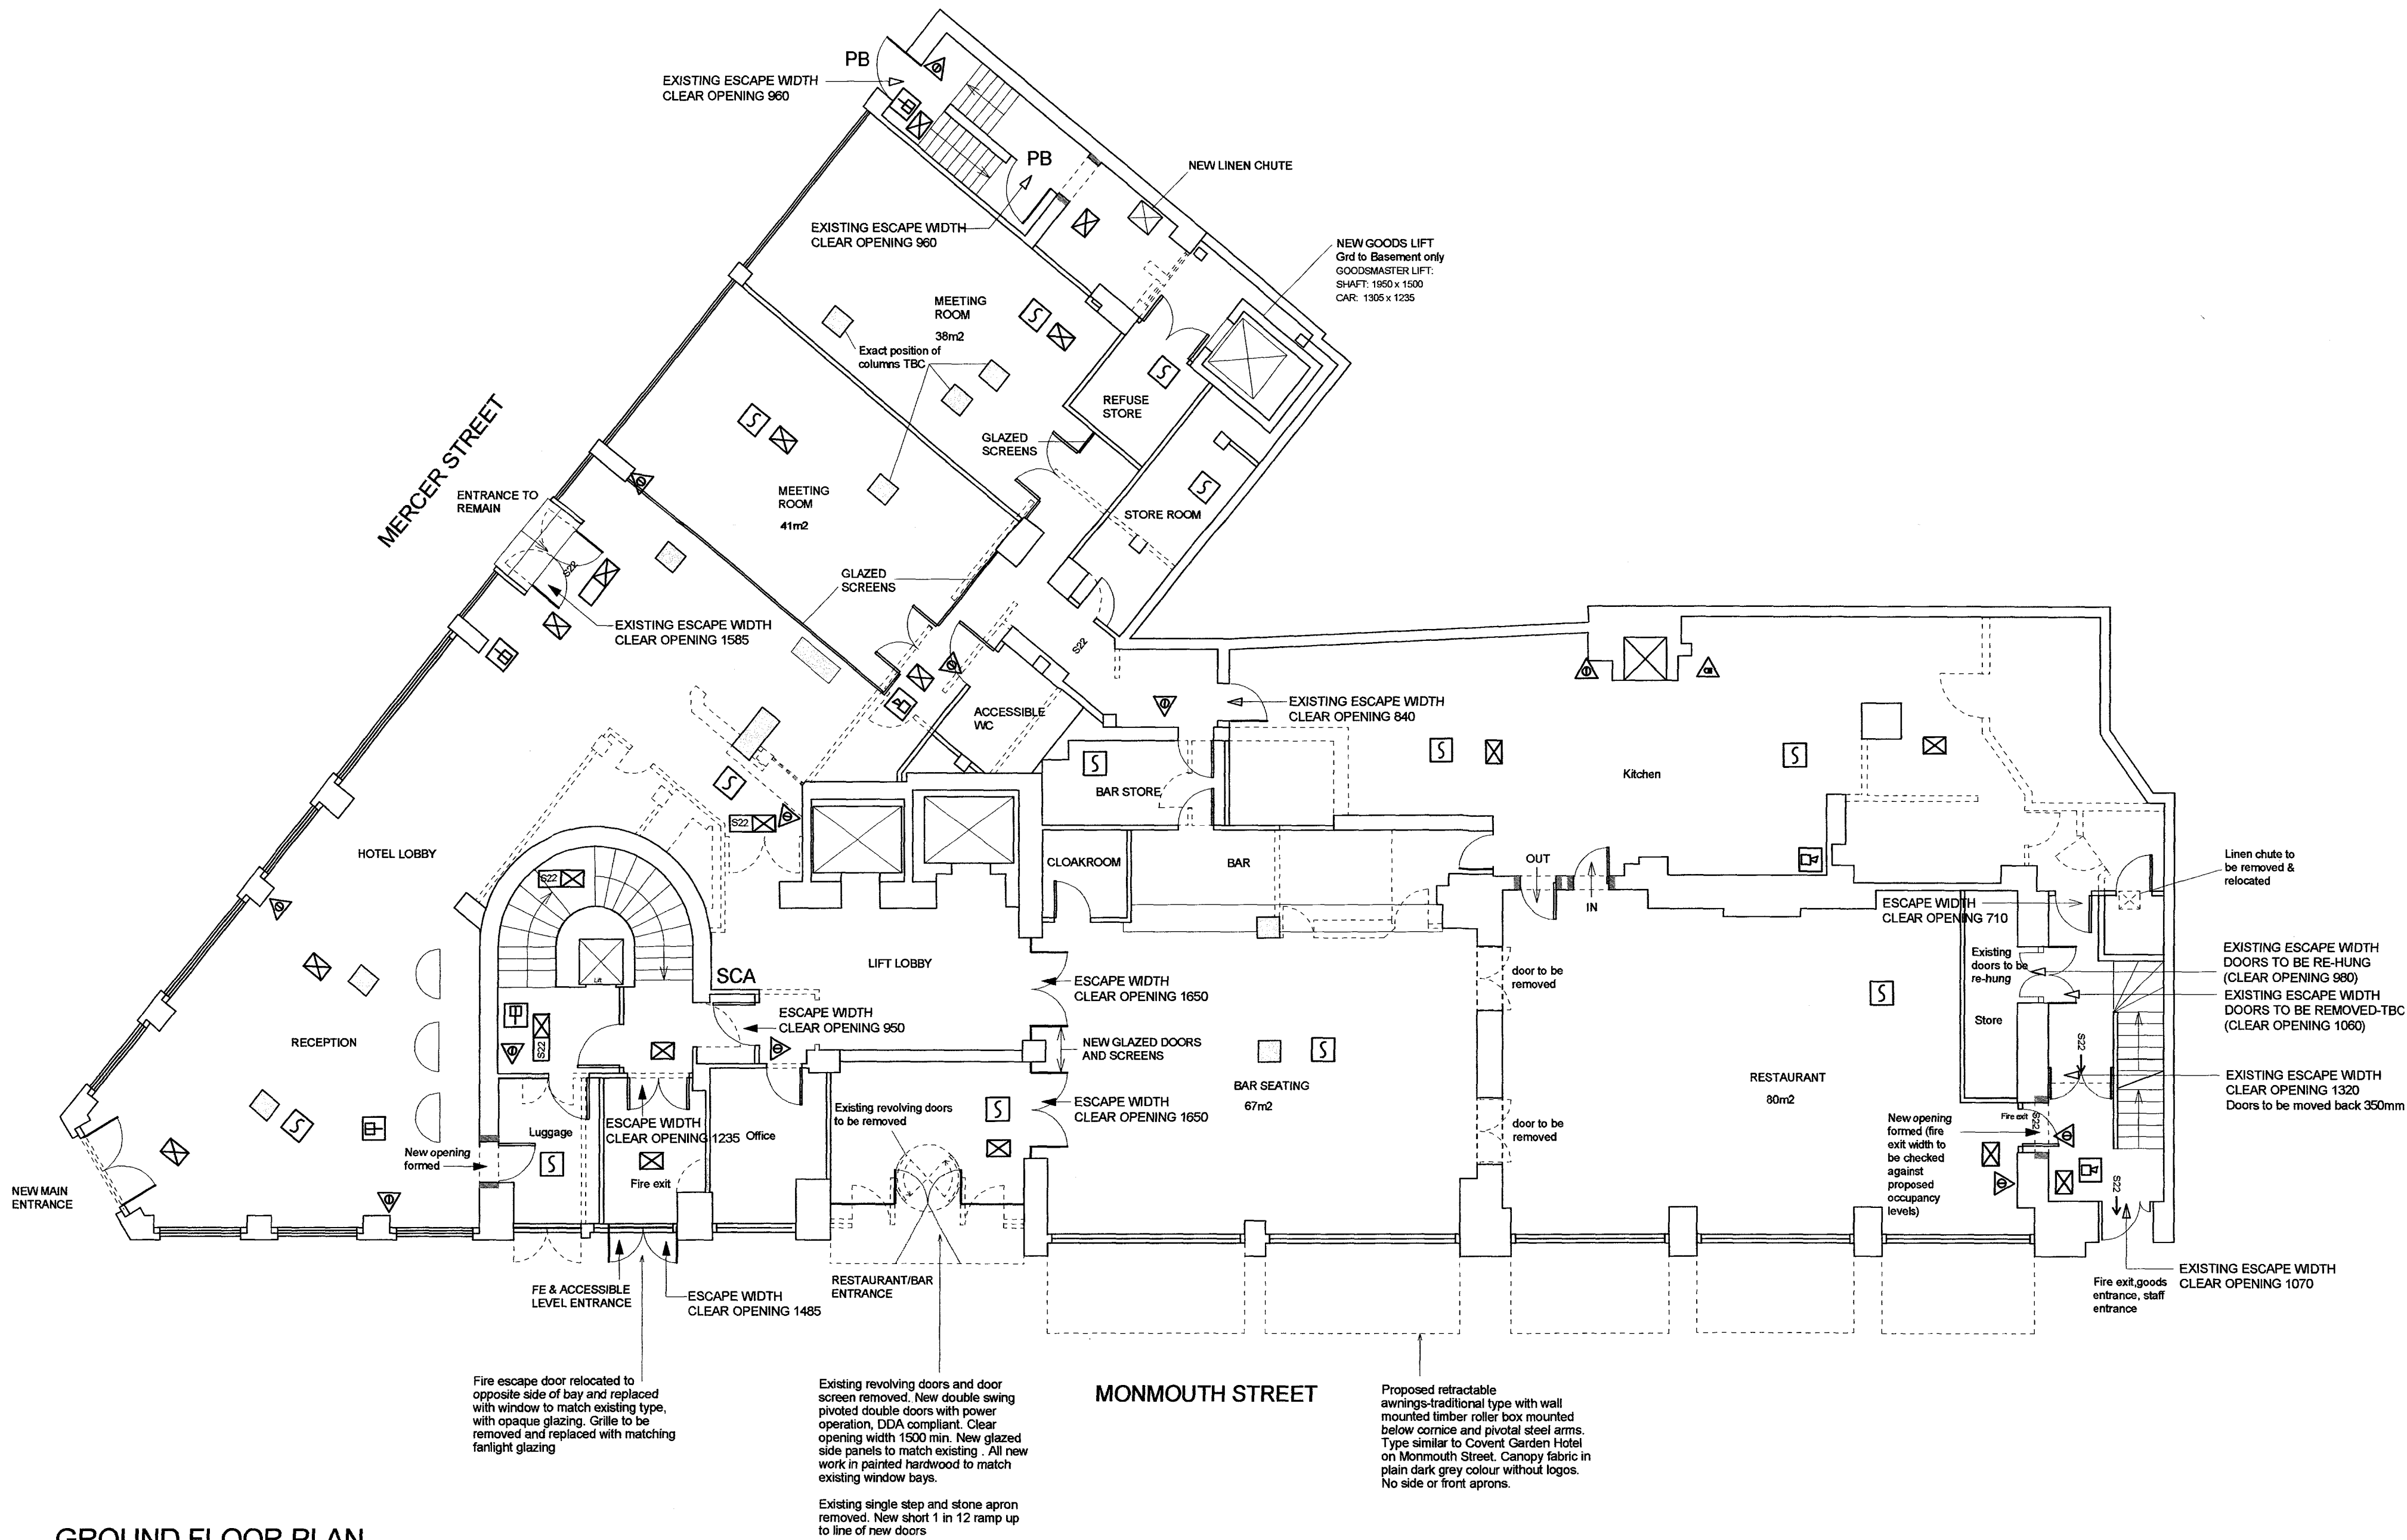 PB
EXISTING ESCAPE WIDTH
CLEAR OPENING 960
PB
NEW LINEN CHUTE
EXISTING ESCAPE WIDTH
CLEAR OPENING 960
NEW GOODS LIFT
Grd to Basement only
GOODSMASTER LIFT:
SHAFT: 1950 x 1500
CAR: 1305 x 1235
MEETING
ROOM
38m2
Exact position of
columns TBC
REFUSE
STORE
GLAZED
SCREENS
MERCER STREET
ENTRANCE TO
REMAIN
MEETING
ROOM
41m2
STORE ROOM
S22
GLAZED
SCREENS
EXISTING ESCAPE WIDTH
CLEAR OPENING 1585
S22
ACCESSIBLE
WC
EXISTING ESCAPE WIDTH
CLEAR OPENING 840
Kitchen
BAR STORE
S22
HOTEL LOBBY
S22
CLOAKROOM
BAR
OUT
IN
Linen chute to
be removed &
relocated
ESCAPE WIDTH
CLEAR OPENING 710
Lift
SCA
LIFT LOBBY
ESCAPE WIDTH
CLEAR OPENING 1650
door to be
removed
Existing
doors to be
re-hung
EXISTING ESCAPE WIDTH
DOORS TO BE RE-HUNG
(CLEAR OPENING 980)
EXISTING ESCAPE WIDTH
DOORS TO BE REMOVED-TBC
(CLEAR OPENING 1060)
Store
ESCAPE WIDTH
CLEAR OPENING 950
S22
RECEPTION
NEW GLAZED DOORS
AND SCREENS
S22
BAR SEATING
67m2
RESTAURANT
80m2
EXISTING ESCAPE WIDTH
CLEAR OPENING 1320
Doors to be moved back 350mm
ESCAPE WIDTH
CLEAR OPENING 1650
Existing revolving doors
to be removed
ESCAPE WIDTH
CLEAR OPENING 1235
Luggage
Office
New opening
formed
Fire exit
door to be
removed
New opening
formed (fire
exit width to
be checked
against
proposed
occupancy
levels)
Fire exit
S22
S22
NEW MAIN
ENTRANCE
FE & ACCESSIBLE
LEVEL ENTRANCE
ESCAPE WIDTH
CLEAR OPENING 1485
RESTAURANT/BAR
ENTRANCE
Fire exit,goods
entrance, staff
entrance
EXISTING ESCAPE WIDTH
CLEAR OPENING 1070
Fire escape door relocated to
opposite side of bay and replaced
with window to match existing type,
with opaque glazing. Grille to be
removed and replaced with matching
fanlight glazing
Existing revolving doors and door
screen removed. New double swing
pivoted double doors with power
operation, DDA compliant. Clear
opening width 1500 min. New glazed
side panels to match existing . All new
work in painted hardwood to match
existing window bays.
Existing single step and stone apron
removed. New short 1 in 12 ramp up
to line of new doors
MONMOUTH STREET
Proposed retractable
awnings-traditional type with wall
mounted timber roller box mounted
below cornice and pivotal steel arms.
Type similar to Covent Garden Hotel
on Monmouth Street. Canopy fabric in
plain dark grey colour without logos.
No side or front aprons.
GROUND FLOOR PLAN